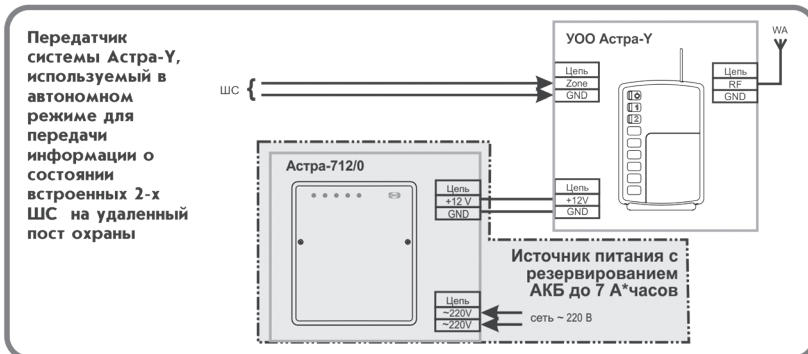 Передатчик
системы Астра-Y,
используемый в
автономном
режиме для
передачи
информации о
состоянии
встроенных 2-х
ШС на удаленный
пост охраны
ШС {
УОО Астра-Y
WA
Цепь
Zone
GND
Цепь
RF
GND
1
2
Цепь
+12V
GND
Астра-712/0
Цепь
+12 V
GND
Источник питания с
резервированием
АКБ до 7 А*часов
Цепь
~220V
~220V
сеть ~ 220 В